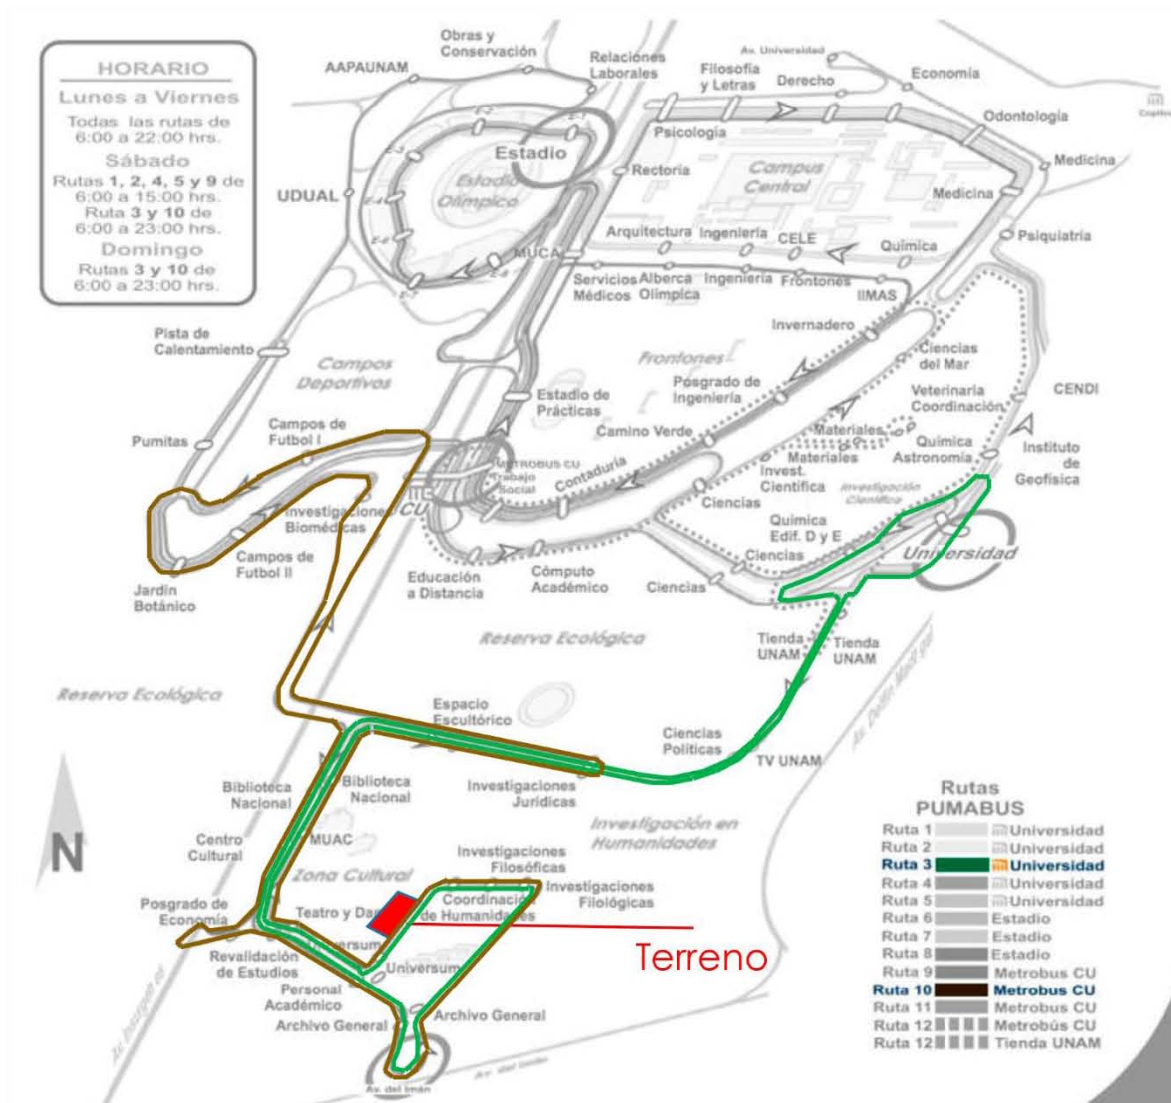 HORARIO
Lunes a Viernes
Todas las rutas de
6:00 a 22:00 hrs.
Sábado
Rutas 1, 2, 4, 5 y 9 de
6:00 a 15:00 hrs.
Ruta 3 y 10 de
6:00 a 23:00 hrs.
Domingo
Rutas 3 y 10 de
6:00 a 23:00 hrs.
Obras y
Conservación
AAPAUNAM
Relaciones
Laborales
Av. Universidad
Filosofía
y Letras
Derecho
Economía
Odontología
Psicología
Medicina
E-2
E-1
E-3
Estadio
Estadio
Olímpico
Rectoría
Campus
Central
Medicina
UDUAL
E-4
E-6
E-8
E-7
MUCA
Arquitectura
Ingeniería
CELE
Química
Psiquiatría
Servicios
Médicos
Alberca
Olímpica
Ingeniería
Frontones
IIMAS
Pista de
Calentamiento
Invernadero
Campos
Deportivos
Frontones
Ciencias
del Mar
Posgrado de
Ingeniería
Estadio de
Prácticas
Veterinaria
Coordinación
CENDI
Pumitas
Campos de
Futbol I
Camino Verde
Materiales
Materiales
Química
Astronomía
Instituto
de
Geofísica
METROBUS CU
Trabajo
Social
Contaduría
Invest.
Científica
Investigación
Científica
CU
Ciencias
Investigaciones
Biomédicas
Química
Edif. D y E
Universidad
Campos de
Futbol II
Jardín
Botánico
Educación
a Distancia
Cómputo
Académico
Ciencias
Ciencias
Reserva Ecológica
Tienda
UNAM
Tienda
UNAM
Reserva Ecológica
Espacio
Escultórico
Ciencias
Políticas
TV UNAM
Biblioteca
Nacional
Biblioteca
Nacional
Investigaciones
Jurídicas
Rutas
PUMABUS
Ruta 1 Universidad
Ruta 2 Universidad
Ruta 3 Universidad
Ruta 4 Universidad
Ruta 5 Universidad
Ruta 6 Estadio
Ruta 7 Estadio
Ruta 8 Estadio
Ruta 9 Metrobus CU
Ruta 10 Metrobus CU
Ruta 11 Metrobus CU
Ruta 12 Metrobús CU
Ruta 12 Tienda UNAM
Centro
Cultural
MUAC
Investigación en
Humanidades
N
Zona Cultural
Investigaciones
Filosóficas
Investigaciones
Filológicas
Posgrado de
Economía
Teatro y
Coordinación
de Humanidades
Revalidación
de Estudios
Universum
Terreno
Personal
Académico
Archivo General
Archivo General
Av. del Imán
Av. del Imán